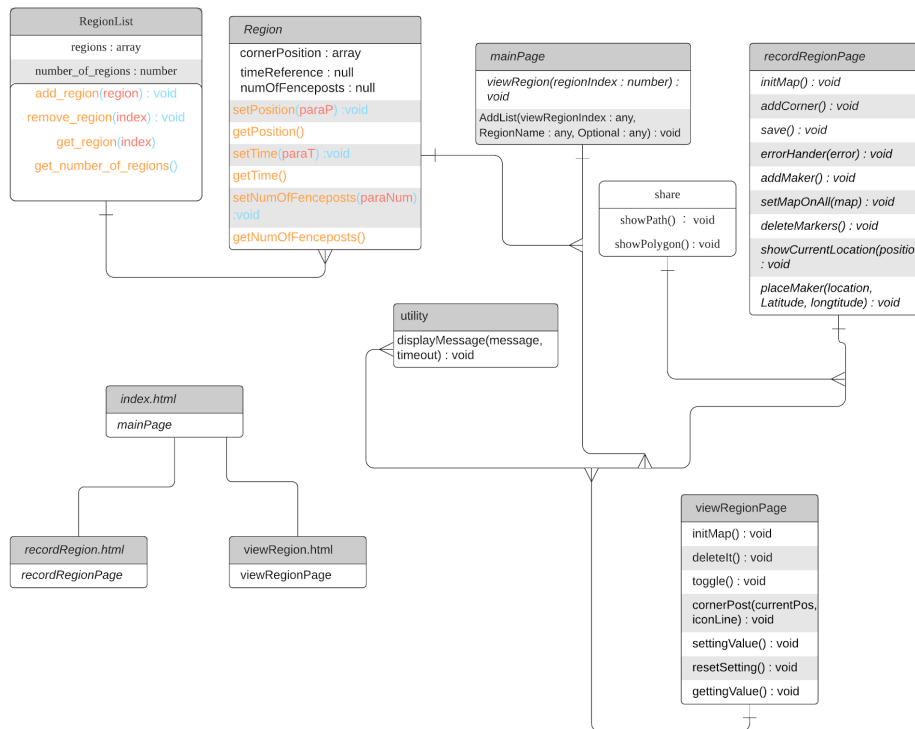 RegionList
regions : array
number_of_regions : number
add_region(region) : void
remove_region(index) : void
get_region(index)
get_number_of_regions()
Region
cornerPosition : array
timeReference : null
numOfFenceposts : null
setPosition(paraP) :void
getPosition()
setTime(paraT) :void
getTime()
setNumOfFenceposts(paraNum)
:void
getNumOfFenceposts()
mainPage
viewRegion(regionIndex : number) :
void
AddList(viewRegionIndex : any,
RegionName : any, Optional : any) : void
share
showPath() : void
showPolygon() : void
recordRegionPage
initMap() : void
addCorner() : void
save() : void
errorHander(error) : void
addMaker() : void
setMapOnAll(map) : void
deleteMarkers() : void
showCurrentLocation(positio
: void
placeMaker(location,
Latitude, longtitude) : void
utility
displayMessage(message,
timeout) : void
index.html
mainPage
recordRegion.html
recordRegionPage
viewRegion.html
viewRegionPage
viewRegionPage
initMap() : void
deleteIt() : void
toggle() : void
cornerPost(currentPos,
iconLine) : void
settingValue() : void
resetSetting() : void
gettingValue() : void